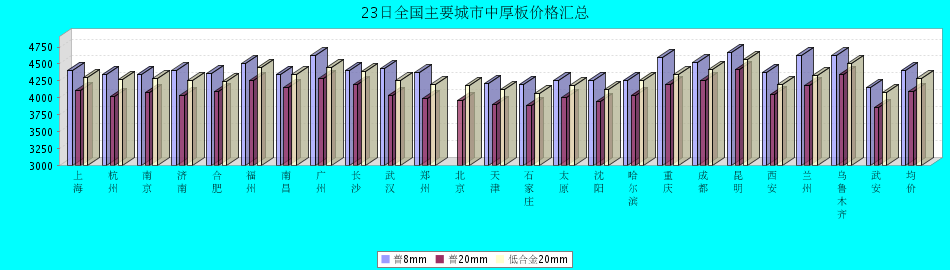 23日全国主要城市中厚板价格汇总
4750
4500
4250
4000
3750
3500
3250
3000
上海
杭州
南京
济南
合肥
福州
南昌
广州
长沙
武汉
郑州
北京
天津
石家庄
太原
沈阳
哈尔滨
重庆
成都
昆明
西安
兰州
乌鲁木齐
武安
均价
普8mm 普20mm 低合金20mm